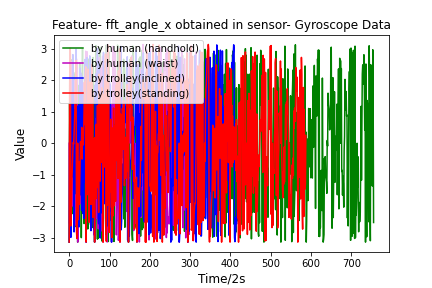 Feature- fft_angle_x obtained in sensor- Gyroscope Data
by human (handhold)
by human (waist)
by trolley(inclined)
by trolley(standing)
Value
3
2
1
0
−1
−2
−3
0 100 200 300 400 500 600 700
Time/2s